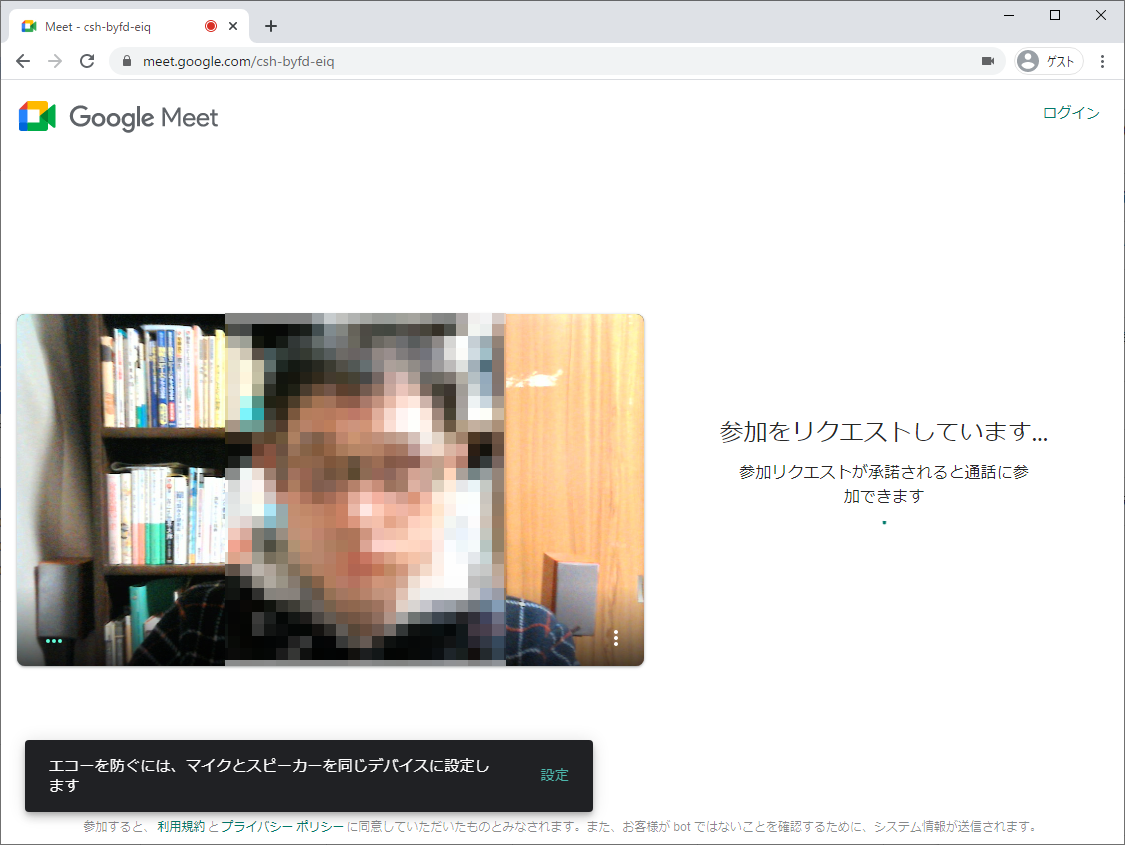 Meet - csh-byfd-eiq
meet.google.com/csh-byfd-eiq
ゲスト
Google Meet
ログイン
参加をリクエストしています...
参加リクエストが承諾されると通話に参
加できます
エコーを防ぐには、マイクとスピーカーを同じデバイスに設定し
ます
設定
参加すると、利用規約 と プライバシー ポリシー に同意していただいたものとみなされます。また、お客様が bot ではないことを確認するために、システム情報が送信されます。